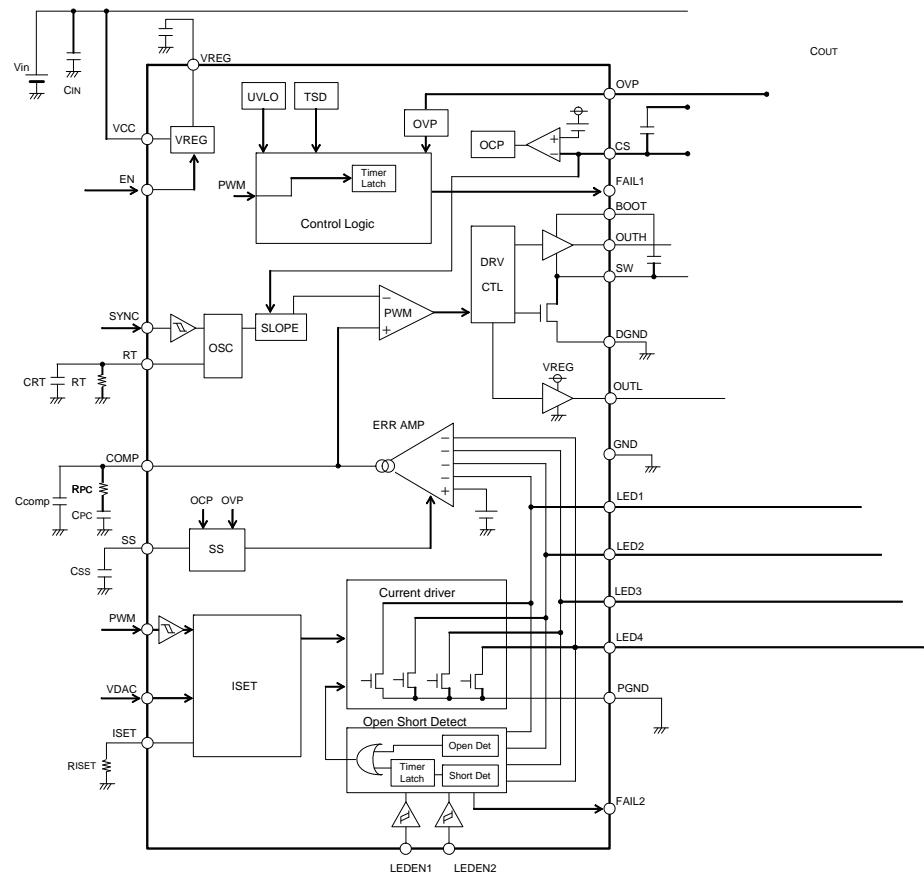 VREG
COUT
Vin
CIN
OVP
UVLO
TSD
OVP
VCC
VREG
OCP
+
−
CS
EN
PWM
Timer
Latch
Control Logic
FAIL1
BOOT
OUTH
DRV
CTL
SW
SYNC
OSC
SLOPE
−
PWM
+
DGND
RT
CRT
RT
VREG
OUTL
ERR AMP
−
−
−
−
+
GND
COMP
Ccomp
RPC
CPC
OCP
OVP
LED1
SS
SS
CSS
LED2
Current driver
LED3
PWM
ISET
LED4
VDAC
PGND
ISET
RISET
Open Short Detect
Open Det
Timer
Latch
Short Det
FAIL2
LEDEN1
LEDEN2